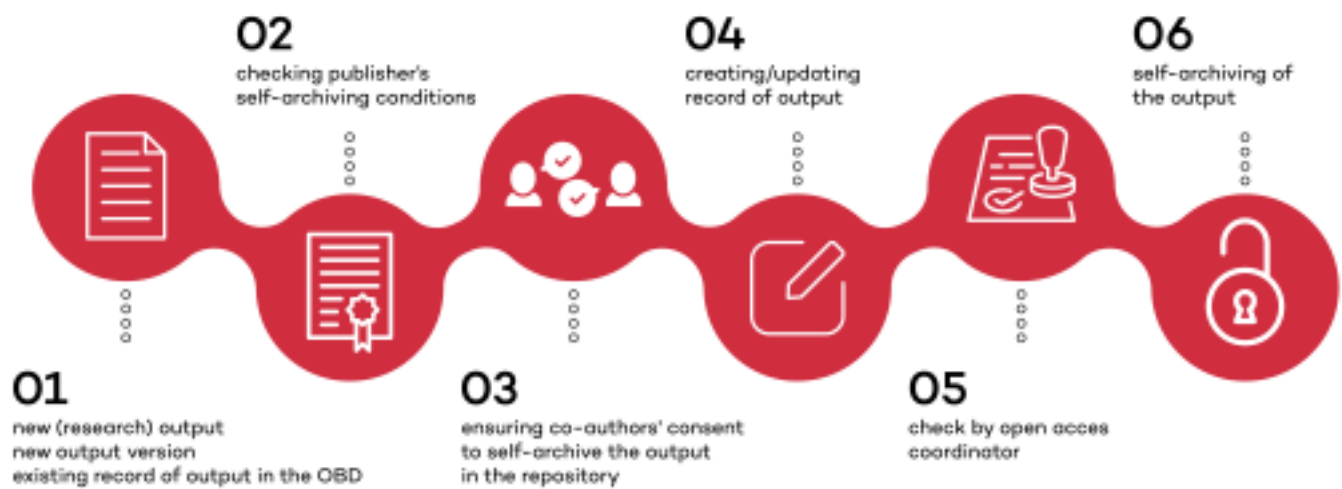 01
new (research) output
new output version
existing record of output in the OBD
02
checking publisher's
self-archiving conditions
03
ensuring co-authors' consent
to self-archive the output
in the repository
04
creating/updating
record of output
05
check by open acces
coordinator
06
self-archiving of
the output